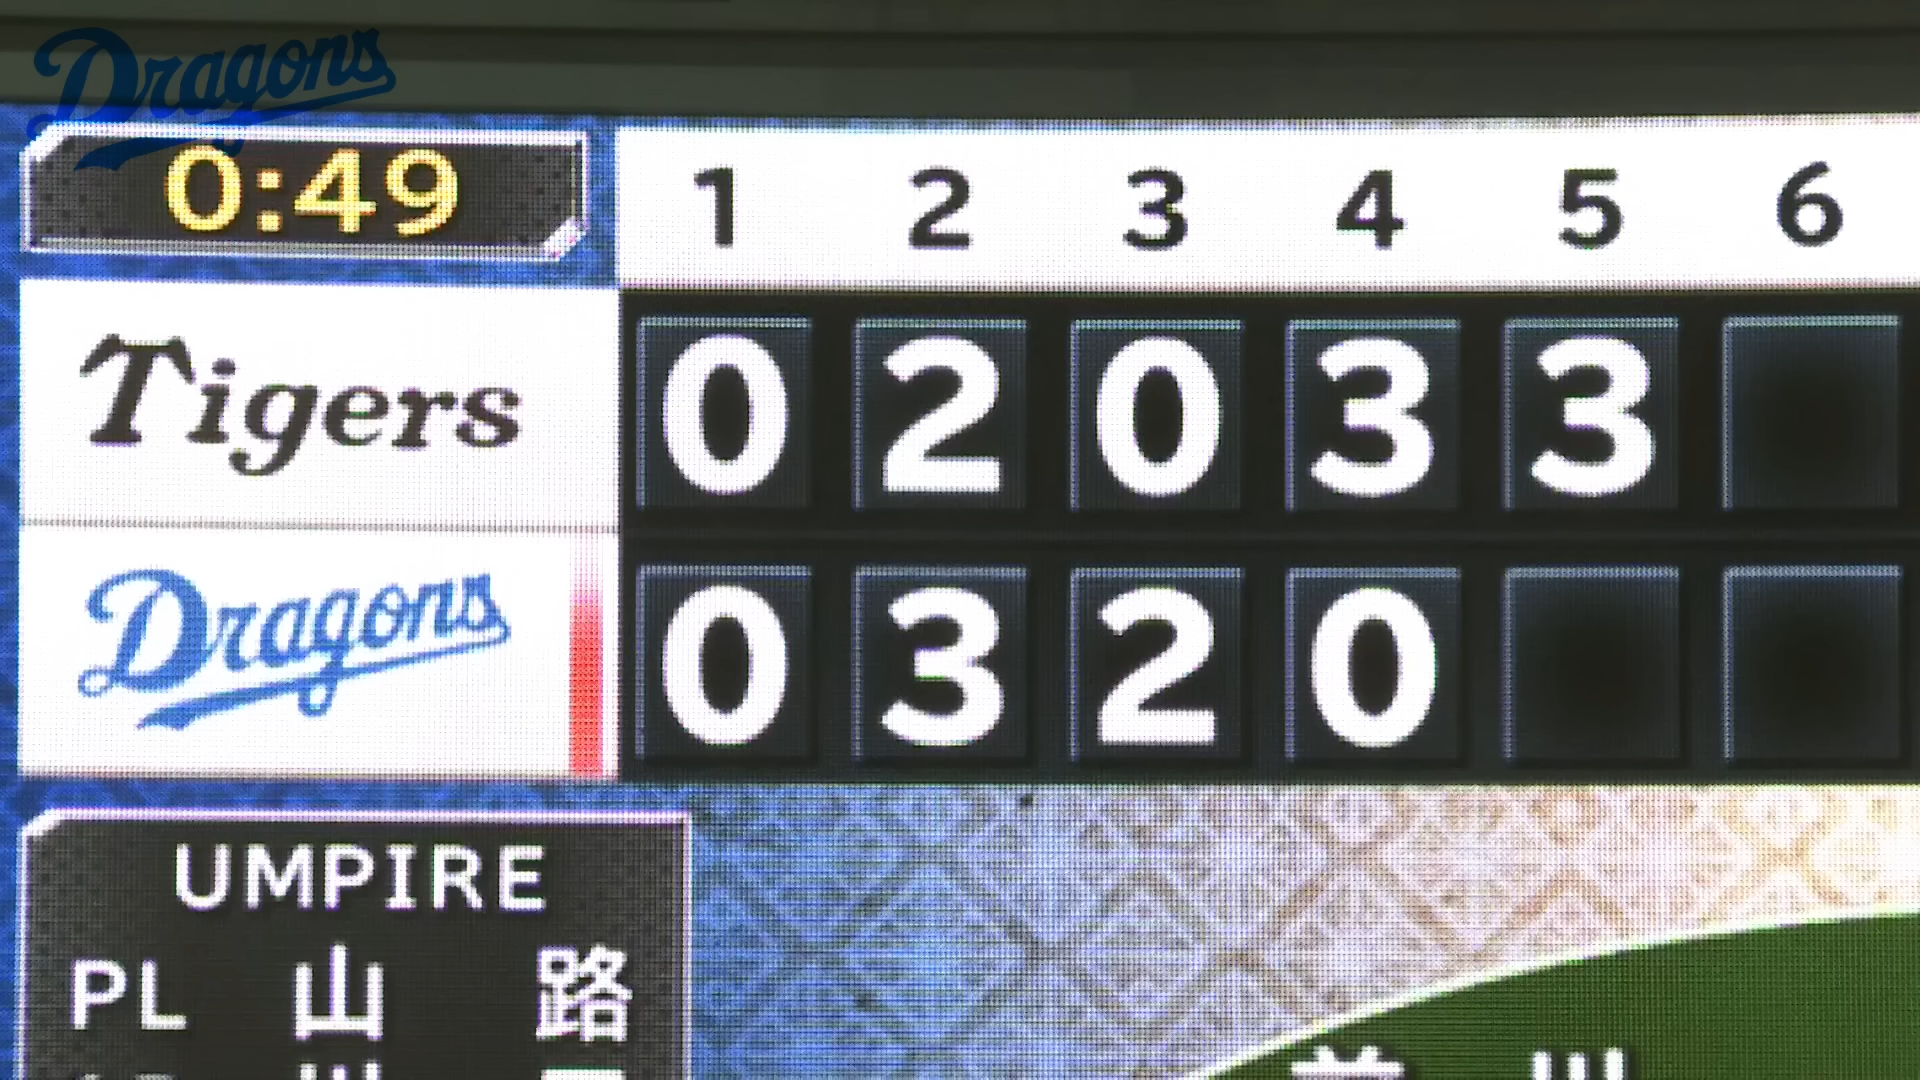 Dragons
0:49 1 2 3 4 5 6
Tigers 0 2 0 3 3
Dragons 0 3 2 0
UMPIRE
PL 山 路